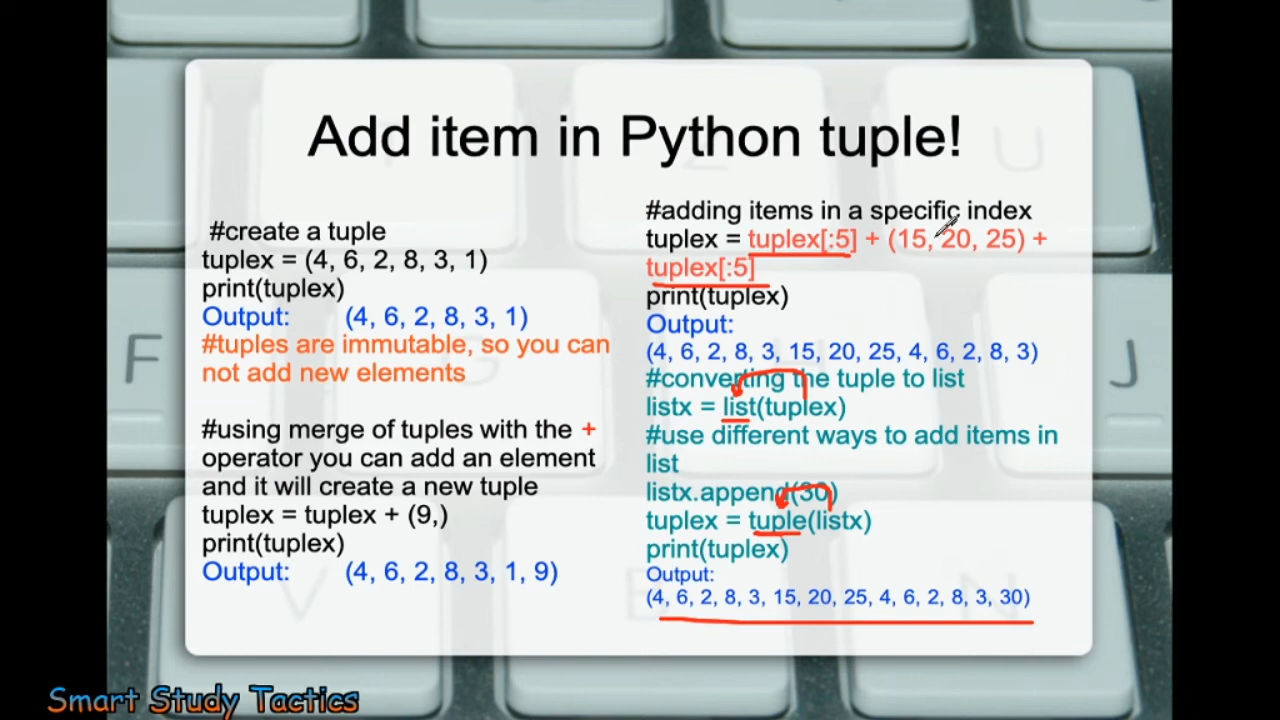 Add item in Python tuple!
#create a tuple
tuplex = (4, 6, 2, 8, 3, 1)
print(tuplex)
Output: (4, 6, 2, 8, 3, 1)
#tuples are immutable, so you can
not add new elements
#using merge of tuples with the +
operator you can add an element
and it will create a new tuple
tuplex = tuplex + (9,)
print(tuplex)
Output: (4, 6, 2, 8, 3, 1, 9)
#adding items in a specific index
tuplex = tuplex[:5] + (15, 20, 25) +
tuplex[:5]
print(tuplex)
Output:
(4, 6, 2, 8, 3, 15, 20, 25, 4, 6, 2, 8, 3)
#converting the tuple to list
listx = list(tuplex)
#use different ways to add items in
list
listx.append(30)
tuplex = tuple(listx)
print(tuplex)
Output:
(4, 6, 2, 8, 3, 15, 20, 25, 4, 6, 2, 8, 3, 30)
F
G
J
V
B
N
U
Z
Smart Study Tactics